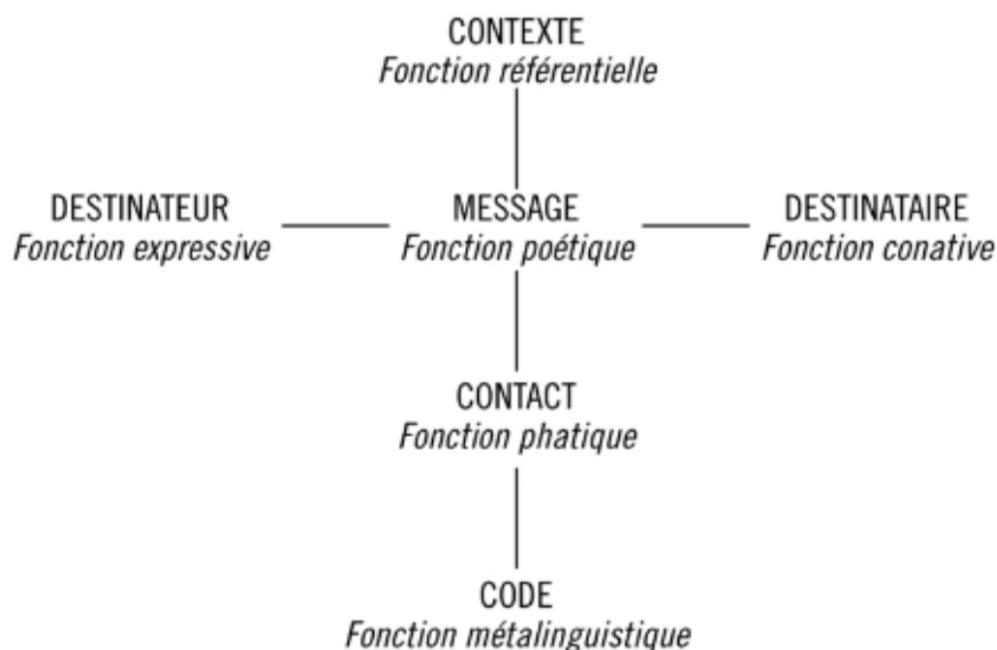 CONTEXTE
Fonction référentielle
DESTINATEUR
Fonction expressive
MESSAGE
Fonction poétique
DESTINATAIRE
Fonction conative
CONTACT
Fonction phatique
CODE
Fonction métalinguistique